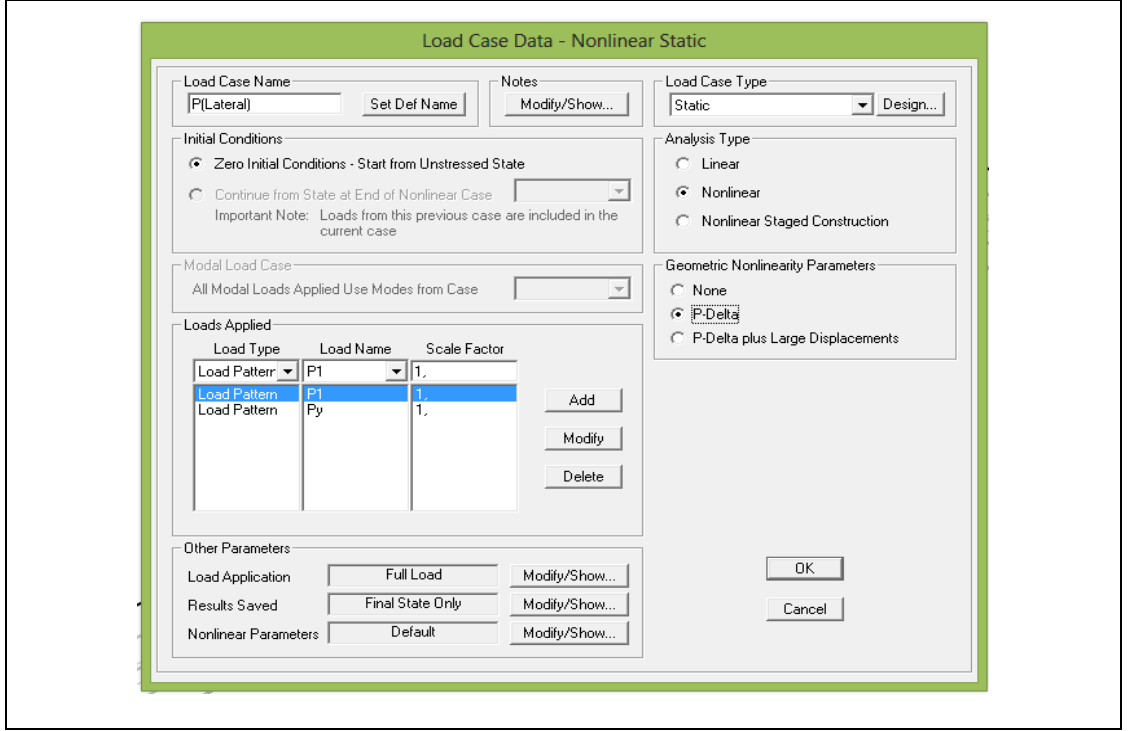 Load Case Data - Nonlinear Static
Load Case Name
P(Lateral)
Set Def Name
Notes
Modify/Show...
Load Case Type
Static
Design...
Initial Conditions
Zero Initial Conditions - Start from Unstressed State
Continue from State at End of Nonlinear Case
Important Note: Loads from this previous case are included in the
current case
Analysis Type
Linear
Nonlinear
Nonlinear Staged Construction
Modal Load Case
All Modal Loads Applied Use Modes from Case
Geometric Nonlinearity Parameters
None
P-Delta
P-Delta plus Large Displacements
Loads Applied
Load Type Load Name Scale Factor
Load Pattern P1 1,
Load Pattern P1 1,
Load Pattern Py 1,
Add
Modify
Delete
Other Parameters
Load Application Full Load Modify/Show...
Results Saved Final State Only Modify/Show...
Nonlinear Parameters Default Modify/Show...
OK
Cancel